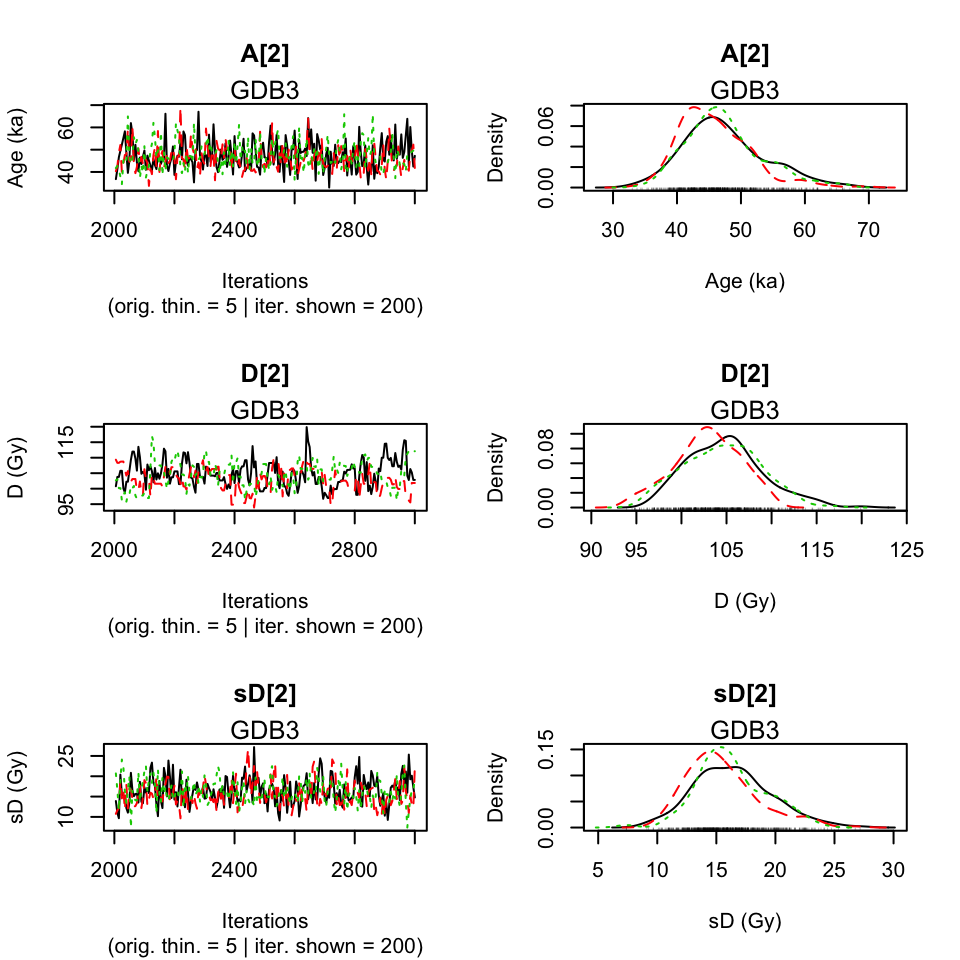 A[2]
GDB3
Age (ka)
60
40
2000
2400
2800
Iterations
(orig. thin. = 5 | iter. shown = 200)
A[2]
GDB3
Density
0.06
0.00
30
40
50
60
70
Age (ka)
D[2]
GDB3
D (Gy)
115
95
2000
2400
2800
Iterations
(orig. thin. = 5 | iter. shown = 200)
D[2]
GDB3
Density
0.08
0.00
90
95
105
115
125
D (Gy)
sD[2]
GDB3
sD (Gy)
25
10
2000
2400
2800
Iterations
(orig. thin. = 5 | iter. shown = 200)
sD[2]
GDB3
Density
0.15
0.00
5
10
15
20
25
30
sD (Gy)